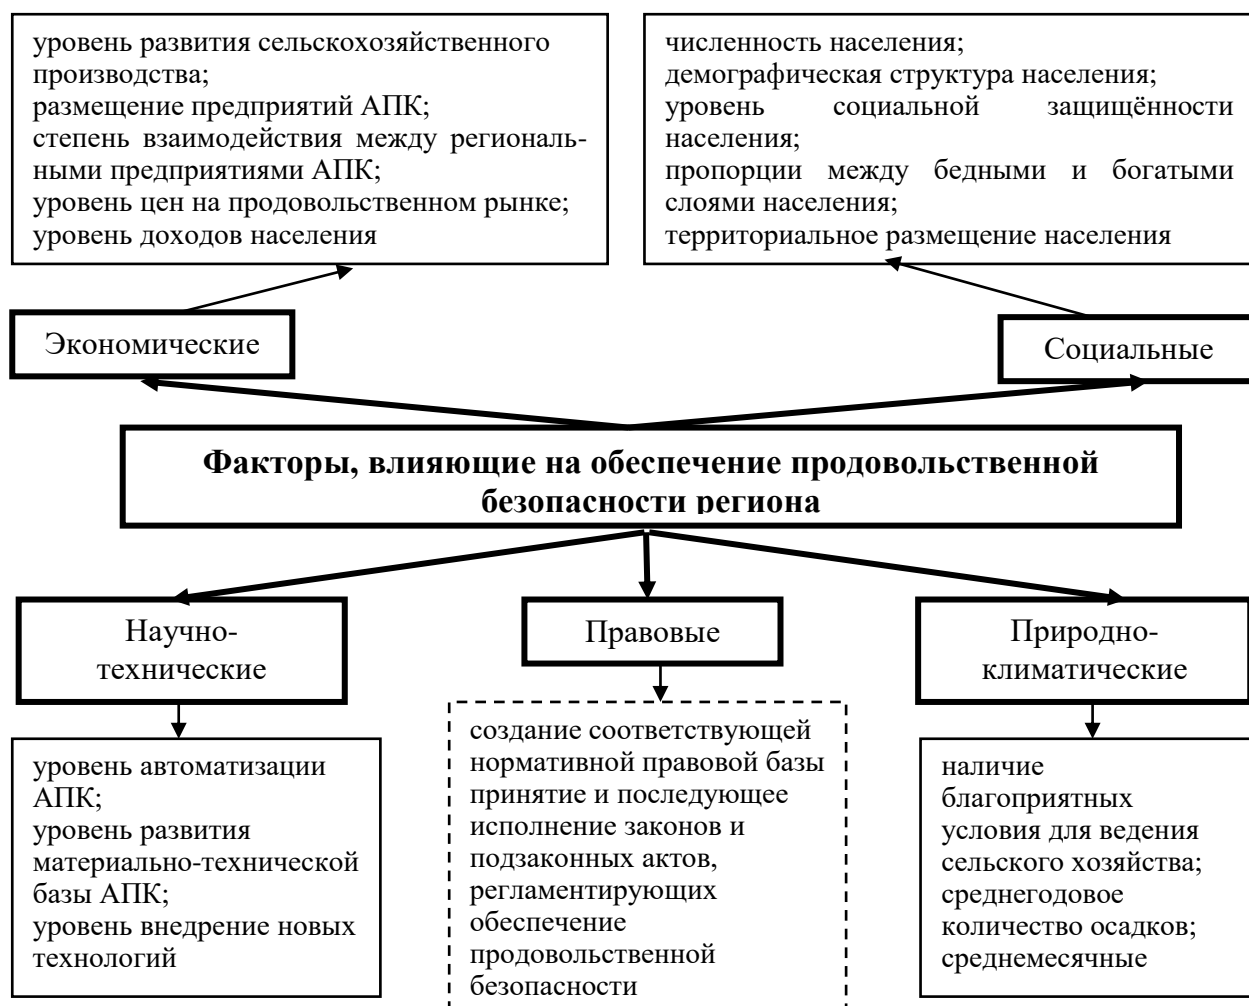 уровень развития сельскохозяйственного
производства;
размещение предприятий АПК;
степень взаимодействия между региональ-
ными предприятиями АПК;
уровень цен на продовольственном рынке;
уровень доходов населения
численность населения;
демографическая структура населения;
уровень социальной защищённости
населения;
пропорции между бедными и богатыми
слоями населения;
территориальное размещение населения
Экономические
Социальные
Факторы, влияющие на обеспечение продовольственной
безопасности региона
Научно-
технические
Правовые
Природно-
климатические
уровень автоматизации
АПК;
уровень развития
материально-технической
базы АПК;
уровень внедрение новых
технологий
создание соответствующей
нормативной правовой базы
принятие и последующее
исполнение законов и
подзаконных актов,
регламентирующих
обеспечение
продовольственной
безопасности
наличие
благоприятных
условия для ведения
сельского хозяйства;
среднегодовое
количество осадков;
среднемесячные